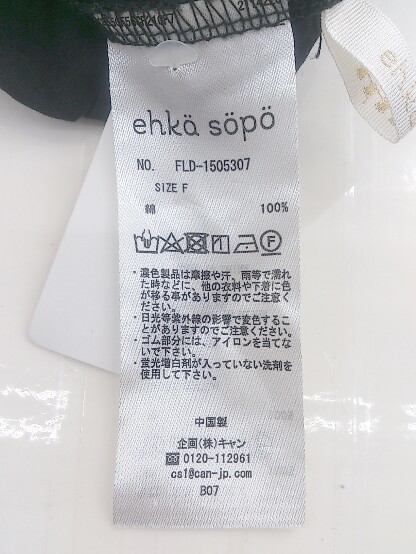 ehkä söpö
NO. FLD-1505307
SIZE F
綿 100%
・濃色製品は摩擦や汗、雨等で濡れ
た時などに、他の衣料や下着に色
が移る事がありますのでご注意く
ださい。
・日光等紫外線の影響で変色するこ
とがありますのでご注意ください。
・ゴム部分には、アイロンを当てな
いで下さい。
・蛍光増白剤が入っていない洗剤を
使用して下さい。
中国製
企画(株)キャン
☎ 0120-112961
cs1@can-jp.com
B07